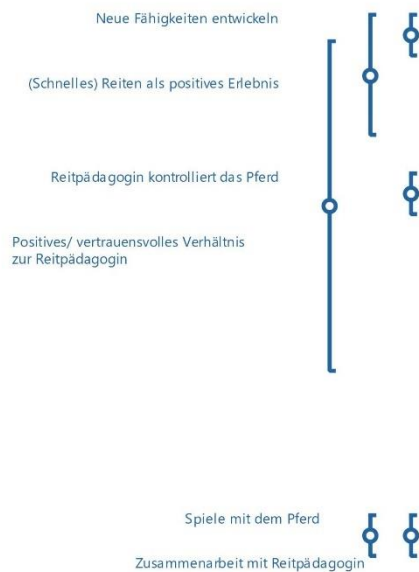 Neue Fähigkeiten entwickeln
(Schnelles) Reiten als positives Erlebnis
Reitpädagogin kontrolliert das Pferd
Positives/ vertrauensvolles Verhältnis
zur Reitpädagogin
Spiele mit dem Pferd
Zusammenarbeit mit Reitpädagogin